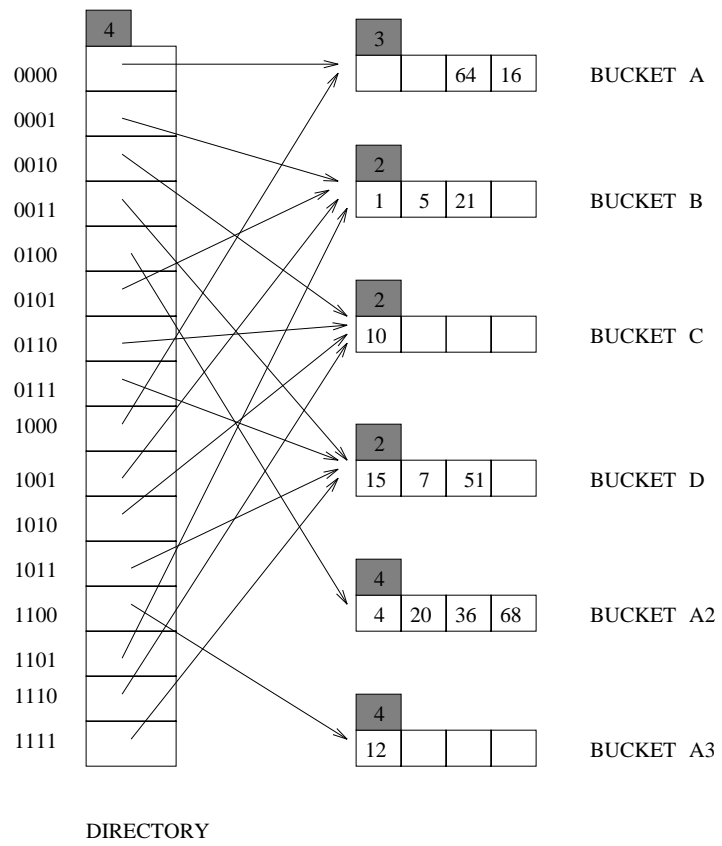 4
3
0000
64 16
BUCKET A
0001
2
0010
0011
1 5 21
BUCKET B
0100
0101
2
0110
10
BUCKET C
0111
1000
2
1001
15 7 51
BUCKET D
1010
1011
4
1100
4 20 36 68
BUCKET A2
1101
1110
4
1111
12
BUCKET A3
DIRECTORY